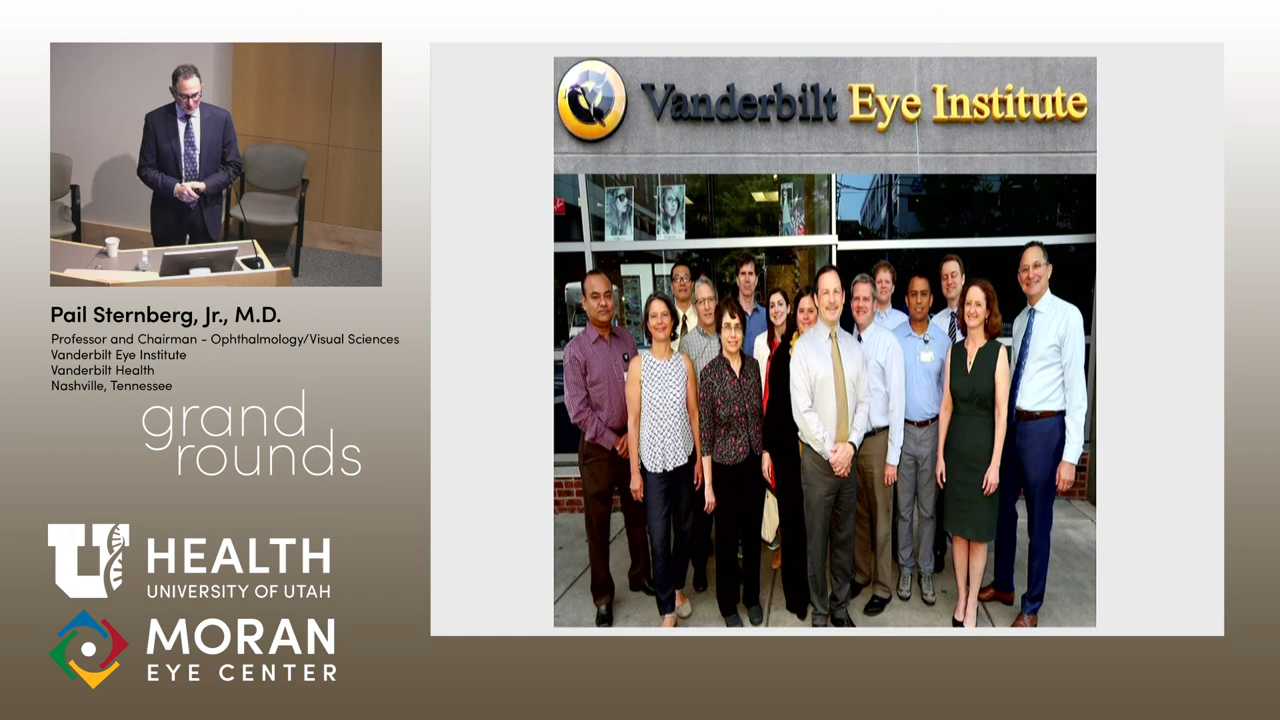 Vanderbilt Eye Institute
Pail Sternberg, Jr., M.D.
Professor and Chairman - Ophthalmology/Visual Sciences
Vanderbilt Eye Institute
Vanderbilt Health
Nashville, Tennessee
grand
rounds
U HEALTH
UNIVERSITY OF UTAH
MORAN
EYE CENTER